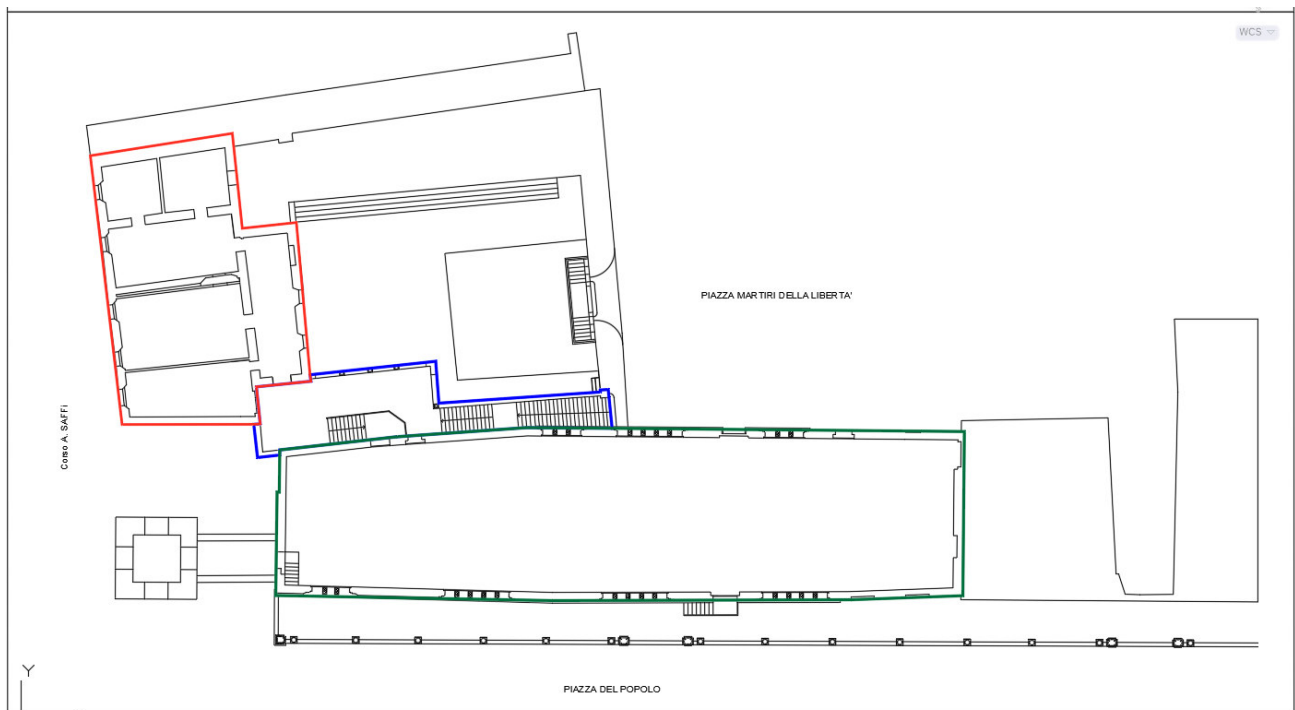 WCS
PIAZZA MARTIRI DELLA LIBERTA'
Corso A. SAFFi
Y
PIAZZA DEL POPOLO